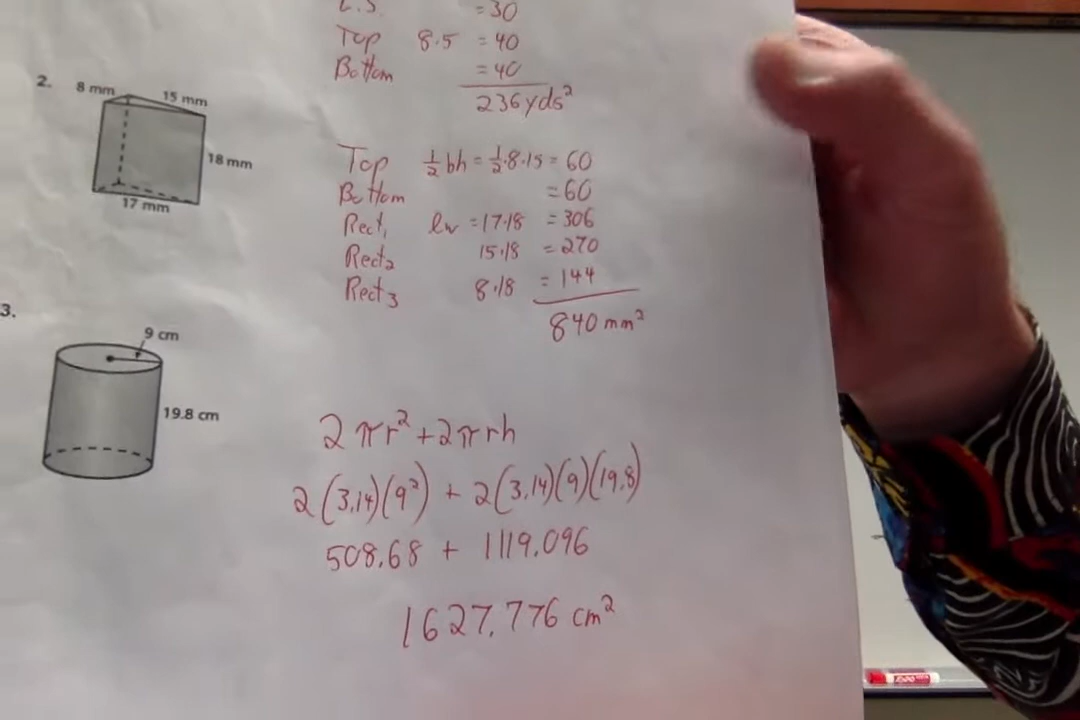 L.S. =30
Top 8.5 =40
Bottom =40
236yds²
2. 8 mm 15 mm
18 mm
17 mm
Top ½bh = ½·8·15 = 60
Bottom =60
Rect₁ lw =17·18 =306
Rect₂ 15·18 =270
Rect₃ 8·18 =144
840 mm²
3. 9 cm
19.8 cm
2πr²+2πrh
2(3.14)(9²) + 2(3.14)(9)(19.8)
508.68 + 1119.096
1627.776 cm²